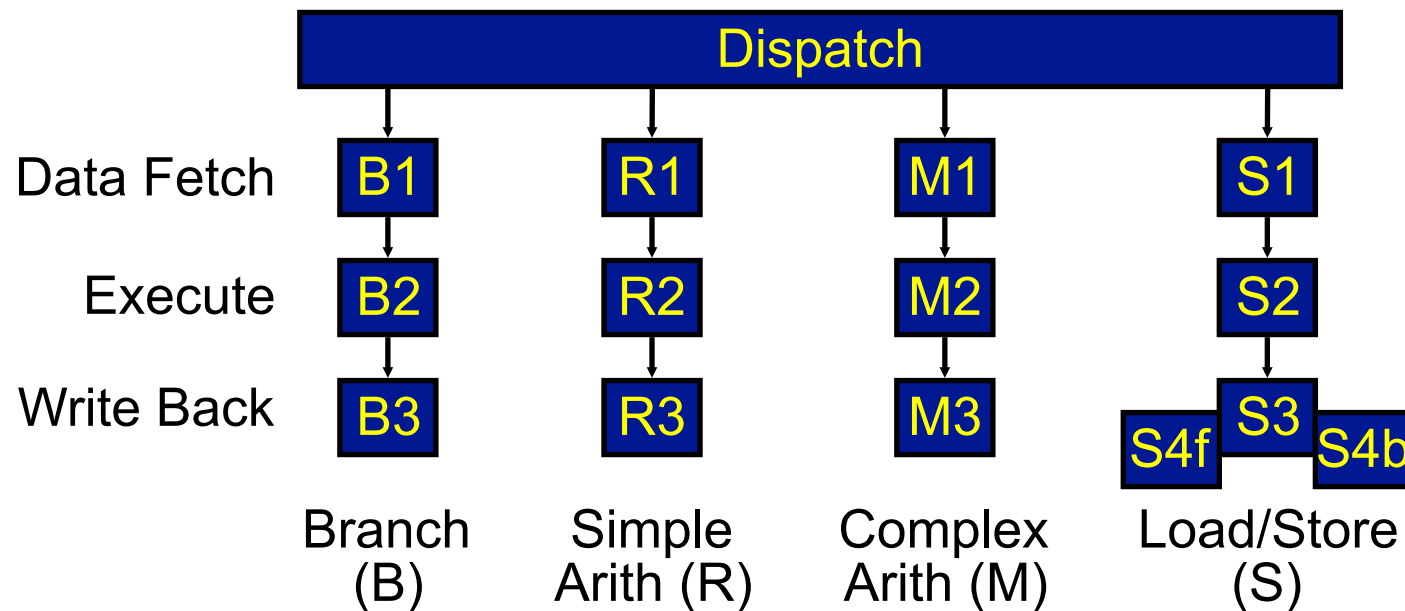 Dispatch
Data Fetch B1 R1 M1 S1
Execute B2 R2 M2 S2
Write Back B3 R3 M3 S3
S4f S4b
Branch Simple Complex Load/Store
(B) Arith (R) Arith (M) (S)